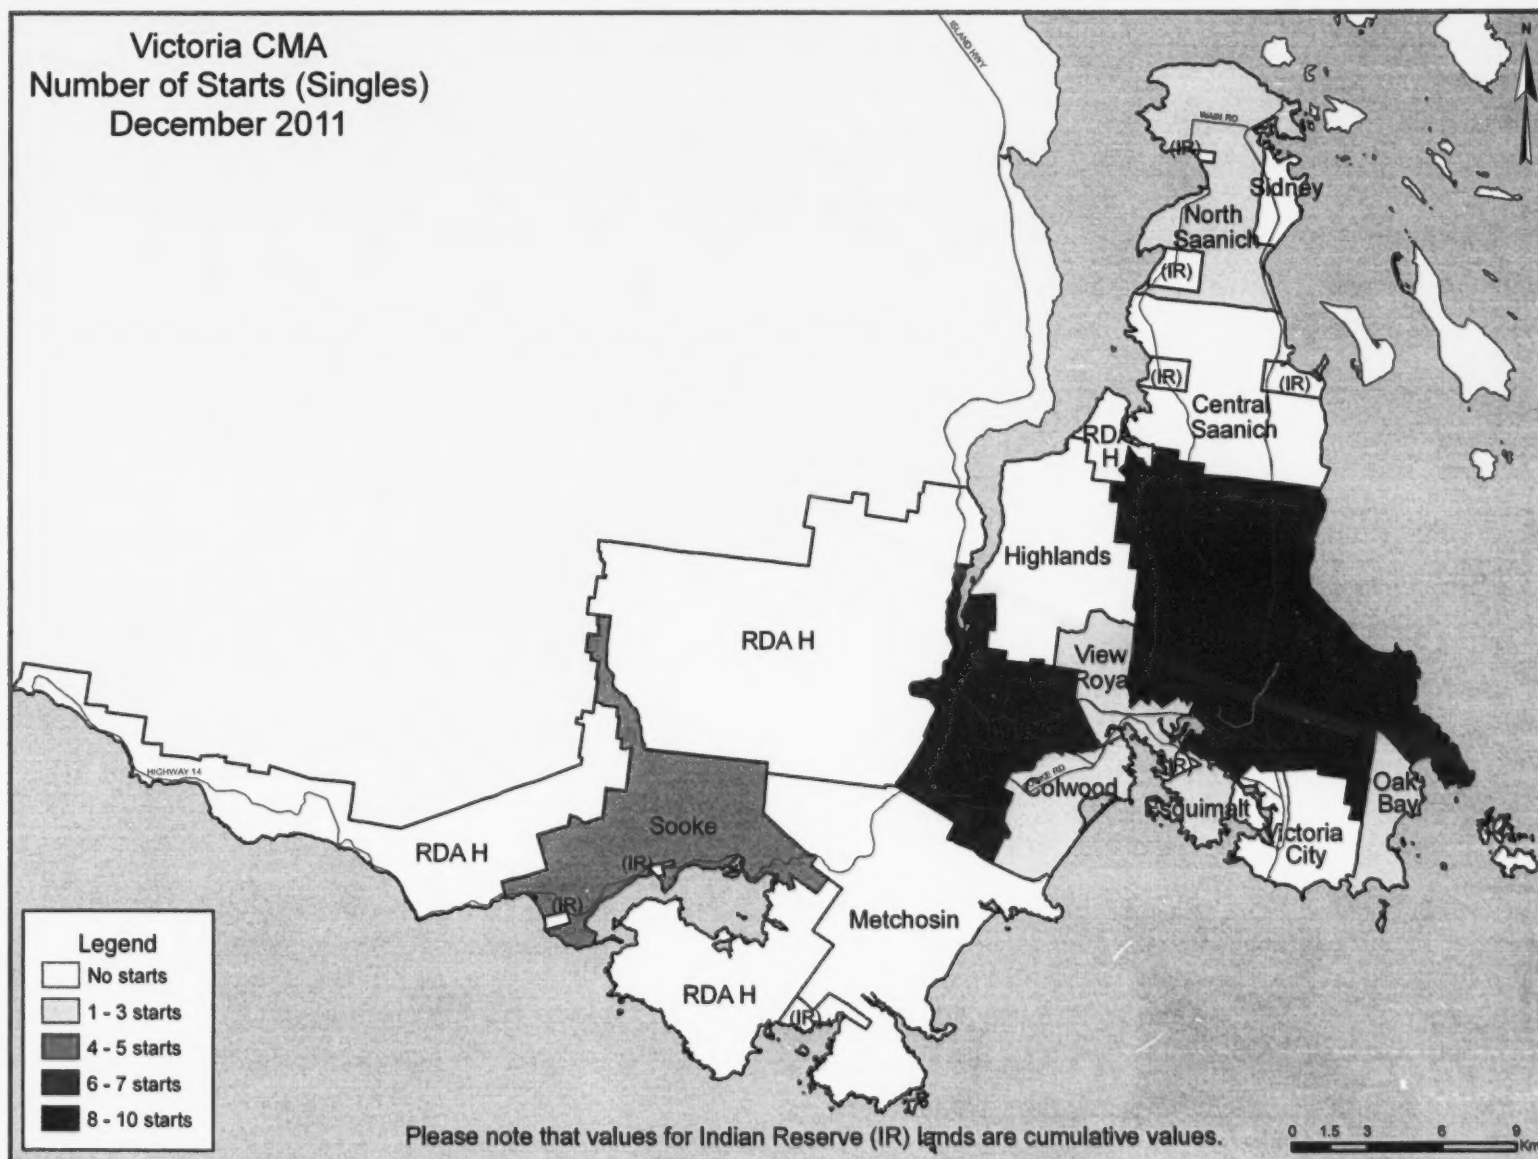 Victoria CMA
Number of Starts (Singles)
December 2011
ISLAND HWY
N
WAIN RD
(IR)
Sidney
North
Saanich
(IR)
(IR)
(IR)
Central
Saanich
RDA
H
Highlands
RDA H
View
Royal
HIGHWAY 14
Colwood
(IR)
Esquimalt
Oak
Bay
Victoria
City
Sooke
RDA H
(IR)
(IR)
Metchosin
RDA H
(IR)
Legend
No starts
1 - 3 starts
4 - 5 starts
6 - 7 starts
8 - 10 starts
Please note that values for Indian Reserve (IR) lands are cumulative values.
0 1.5 3 6 9
Km